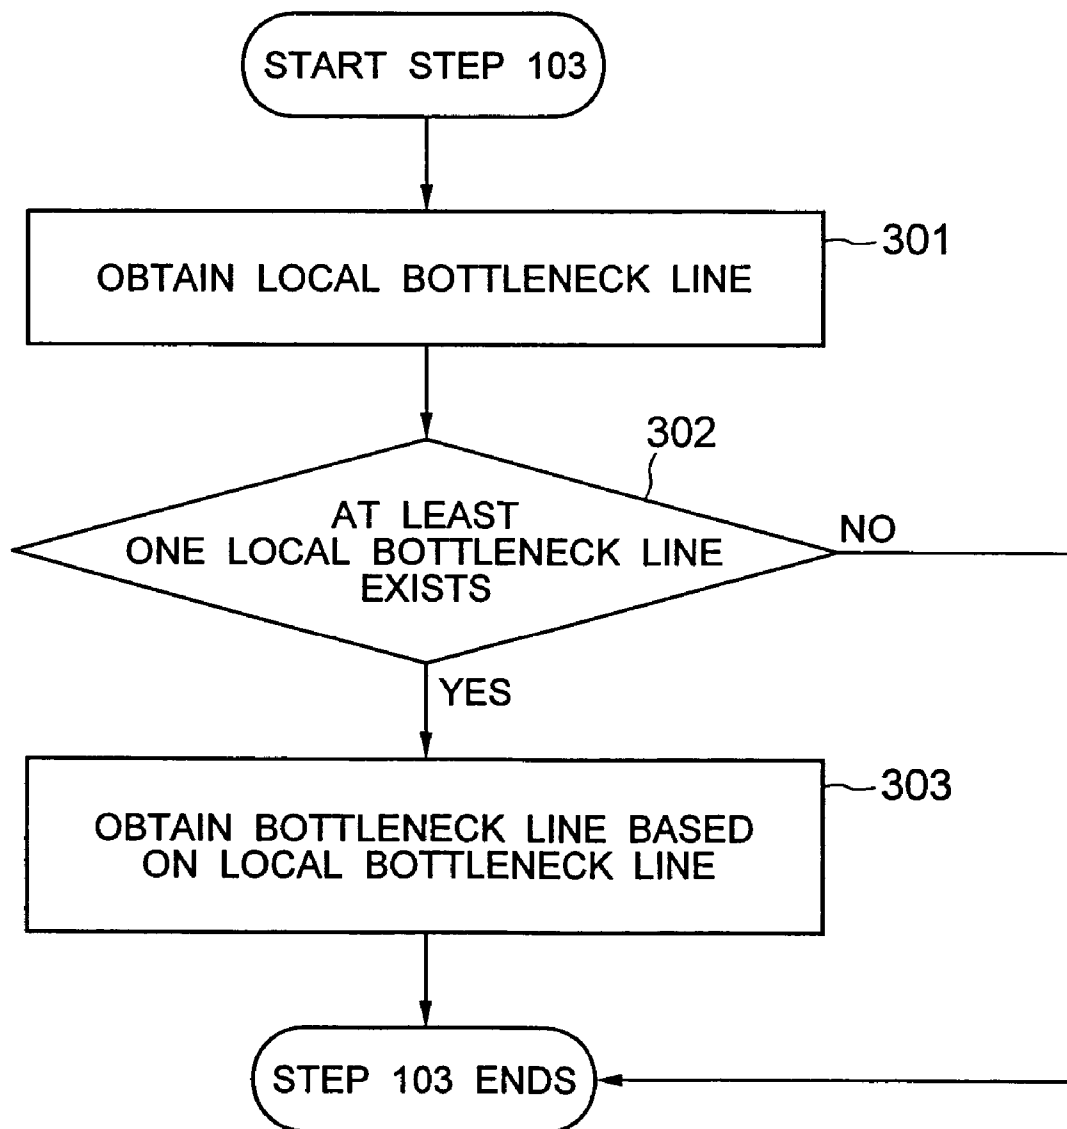 START STEP 103
301
OBTAIN LOCAL BOTTLENECK LINE
302
AT LEAST
ONE LOCAL BOTTLENECK LINE
EXISTS
NO
YES
303
OBTAIN BOTTLENECK LINE BASED
ON LOCAL BOTTLENECK LINE
STEP 103 ENDS